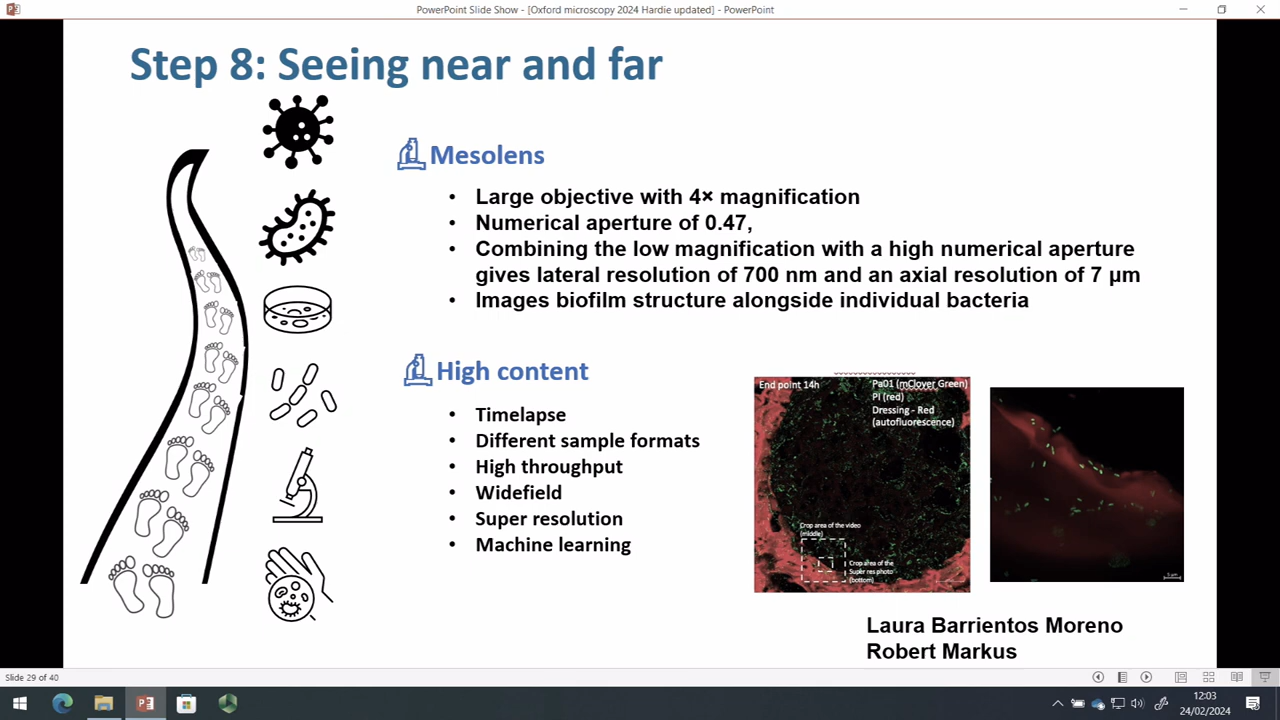 PowerPoint Slide Show - [Oxford microscopy 2024 Hardie updated] - PowerPoint
Step 8: Seeing near and far
Mesolens
• Large objective with 4× magnification
• Numerical aperture of 0.47,
• Combining the low magnification with a high numerical aperture
gives lateral resolution of 700 nm and an axial resolution of 7 μm
• Images biofilm structure alongside individual bacteria
High content
• Timelapse
• Different sample formats
• High throughput
• Widefield
• Super resolution
• Machine learning
End point 14h
Pa01 (mClover Green)
PI (red)
Dressing - Red
(autofluorescence)
Crop area of the video
(middle)
Crop area of the
Super res photo
(bottom)
5 μm
Laura Barrientos Moreno
Robert Markus
Slide 29 of 40
12:03
24/02/2024